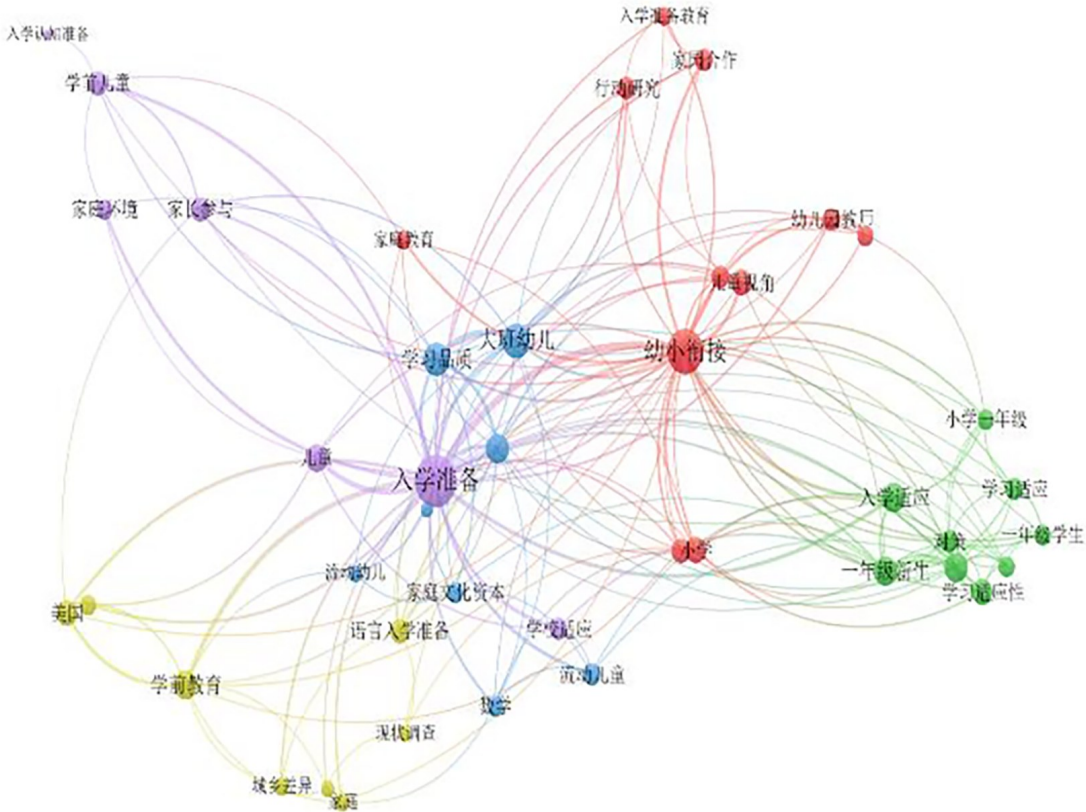 入学准备教育
入学认知准备
家园合作
学前儿童
行动研究
家庭环境
家长参与
幼儿园教师
家庭教育
儿童视角
大班幼儿
幼小衔接
学习品质
小学一年级
儿童
入学准备
入学适应
学习适应
一年级学生
对策
小学
流动幼儿
一年级新生
家庭文化资本
学习适应性
美国
语言入学准备
学校适应
流动儿童
学前教育
数学
现状调查
城乡差异
家庭